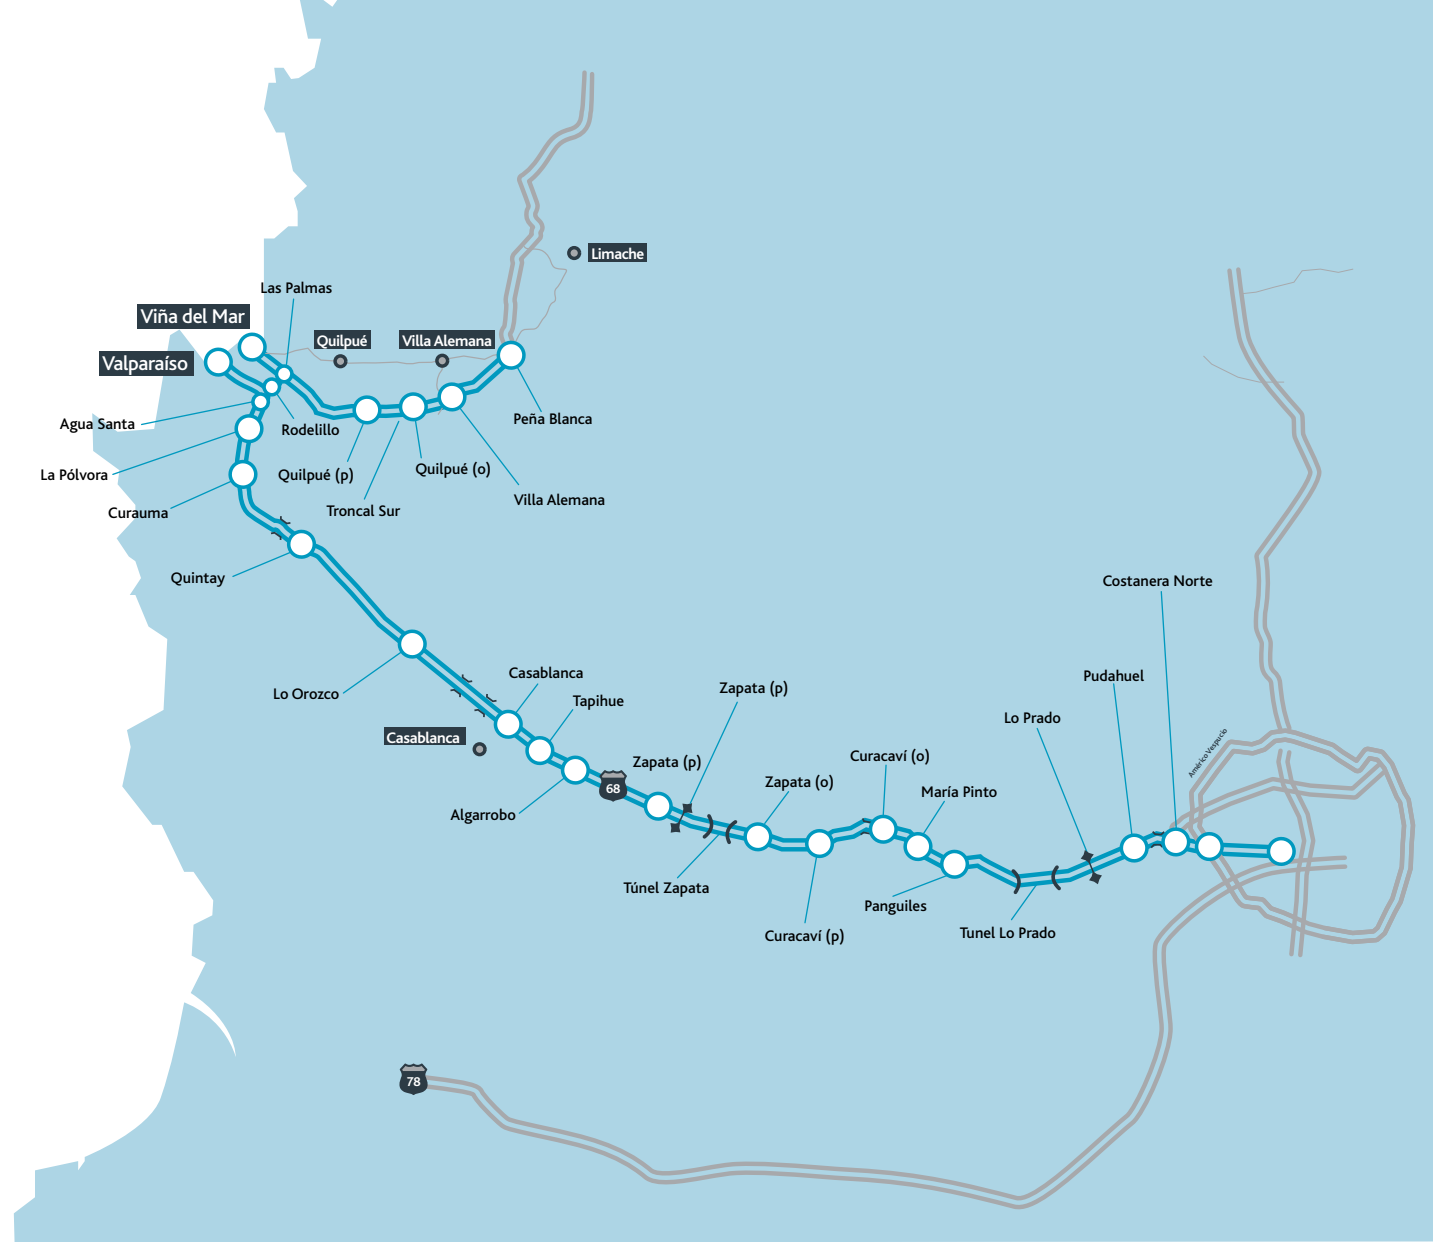 Limache
Las Palmas
Viña del Mar
Quilpué
Villa Alemana
Valparaíso
Agua Santa
Rodelillo
Peña Blanca
La Pólvora
Quilpué (p)
Quilpué (o)
Villa Alemana
Curauma
Troncal Sur
Quintay
Costanera Norte
Lo Orozco
Casablanca
Tapihue
Zapata (p)
Pudahuel
Lo Prado
Casablanca
Américo Vespucio
Zapata (p)
Curacaví (o)
68
Zapata (o)
María Pinto
Algarrobo
Túnel Zapata
Panguiles
Curacaví (p)
Tunel Lo Prado
78